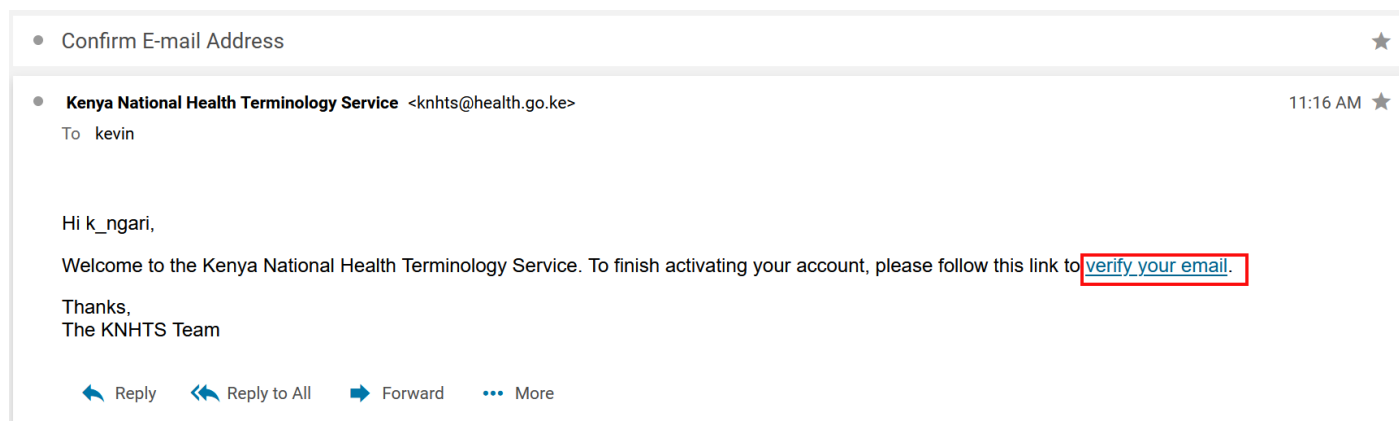 Confirm E-mail Address
Kenya National Health Terminology Service <knhts@health.go.ke> 11:16 AM
To kevin
Hi k_ngari,
Welcome to the Kenya National Health Terminology Service. To finish activating your account, please follow this link to verify your email.
Thanks,
The KNHTS Team
Reply Reply to All Forward More